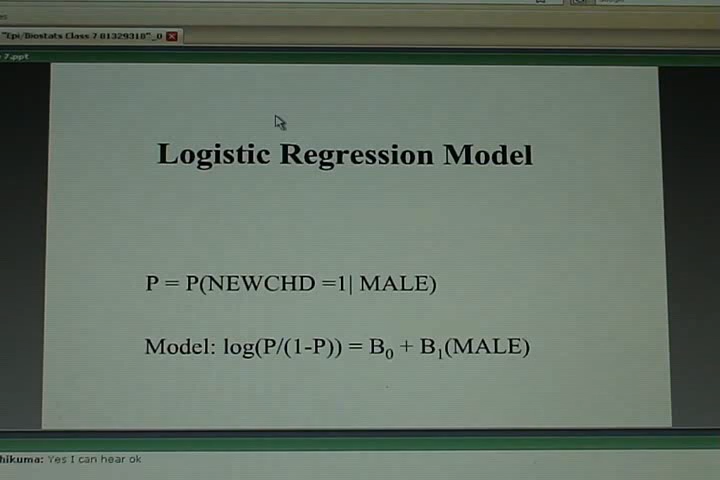 "Epi/Biostats Class 7 81329318"_0
7.ppt
Logistic Regression Model
P = P(NEWCHD =1| MALE)
Model: log(P/(1-P)) = B₀ + B₁(MALE)
hikuma: Yes I can hear ok